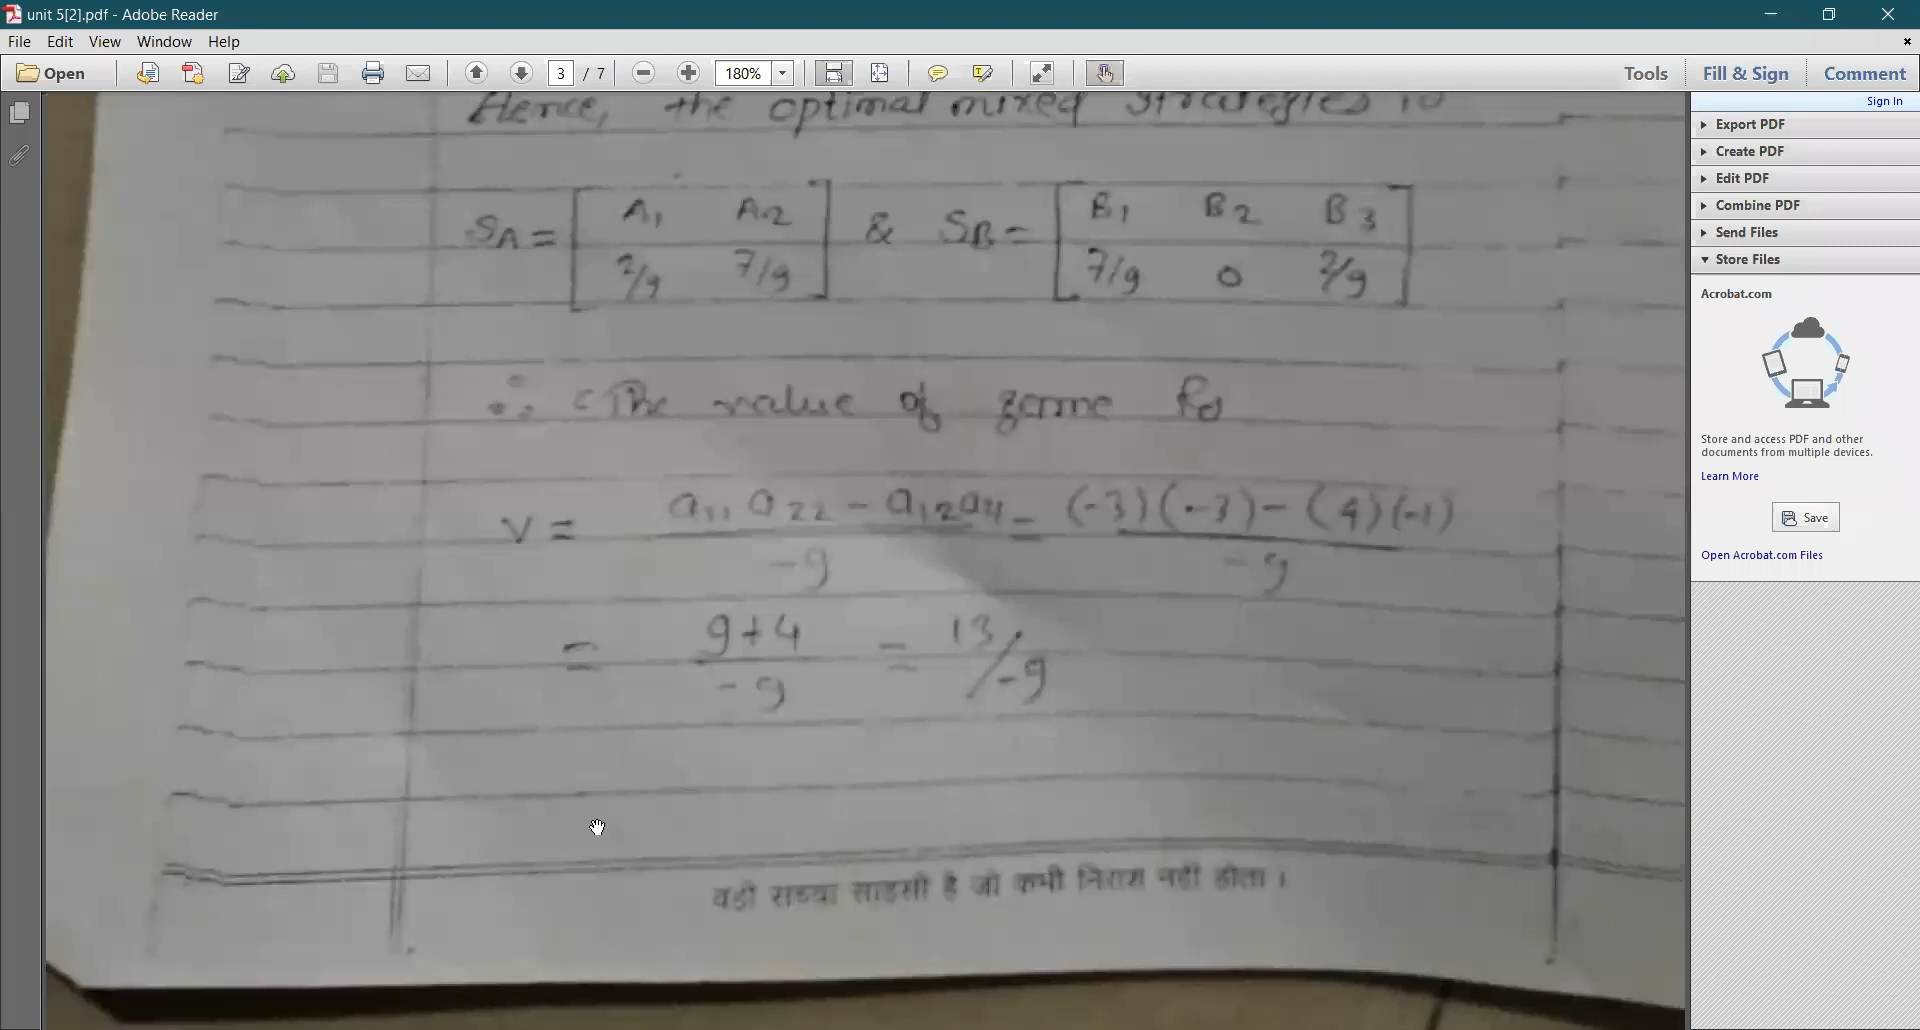 unit 5[2].pdf - Adobe Reader
File Edit View Window Help
Open 3 / 7 180% Tools Fill & Sign Comment
Sign In
Export PDF
Create PDF
Edit PDF
Combine PDF
Send Files
Store Files
Acrobat.com
Store and access PDF and other
documents from multiple devices.
Learn More
Save
Open Acrobat.com Files
Hence, the optimal mixed strategies is
A₁ A₂ B₁ B₂ B₃
S_A = & S_B =
2/9 7/9 7/9 0 2/9
∴ The value of game is
V = a₁₁ a₂₂ - a₁₂ a₂₁ / -9 = (-3)(-3) - (4)(-1) / -9
= 9+4 / -9 = 13/-9
वही सच्चा साहसी है जो कभी निराश नही होता ।